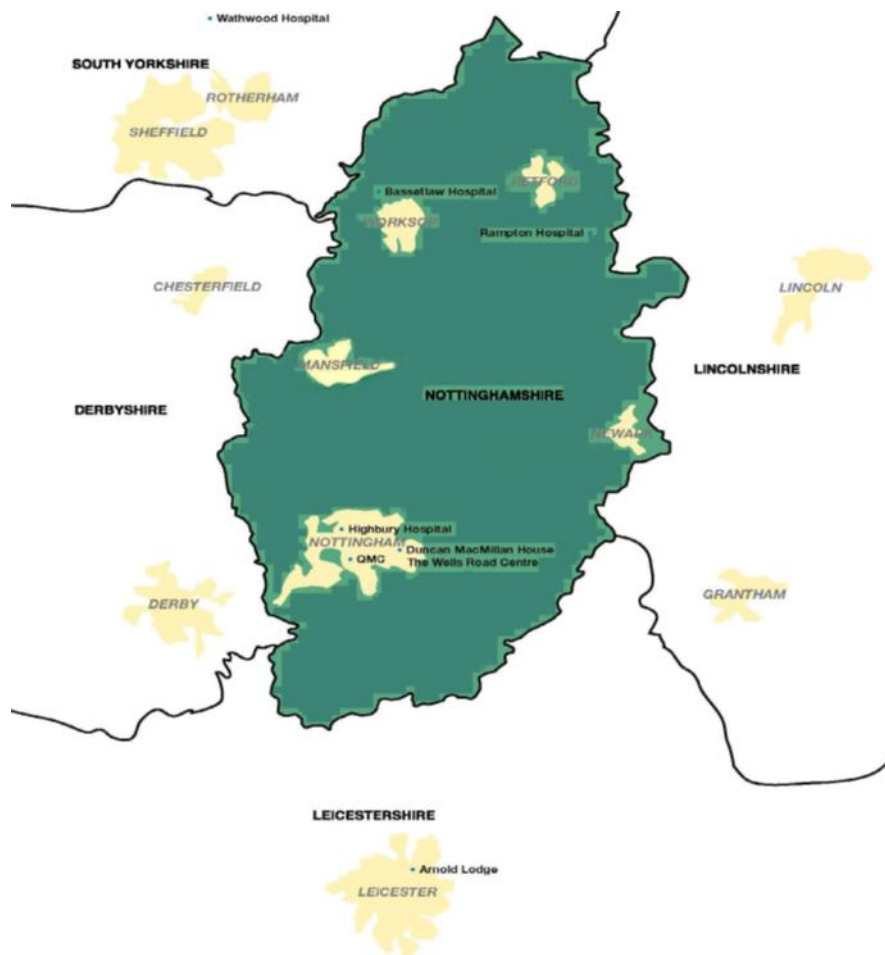 Wathwood Hospital
SOUTH YORKSHIRE
ROTHERHAM
SHEFFIELD
RETFORD
Bassetlaw Hospital
WORKSOP
Rampton Hospital
CHESTERFIELD
LINCOLN
MANSFIELD
LINCOLNSHIRE
NOTTINGHAMSHIRE
DERBYSHIRE
NEWARK
Highbury Hospital
NOTTINGHAM
Duncan MacMillan House
QMC
The Wells Road Centre
GRANTHAM
DERBY
LEICESTERSHIRE
Arnold Lodge
LEICESTER